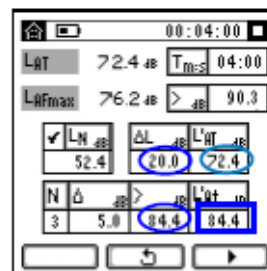 00:04:00
LAT 72.4 dB Tm:s 04:00
LAFmax 76.2 dB > dB 90.3
✔ LN dB ΔL dB L'AT dB
52.4 20.0 72.4
N Δ dB > dB L'At dB
3 5.0 84.4 84.4